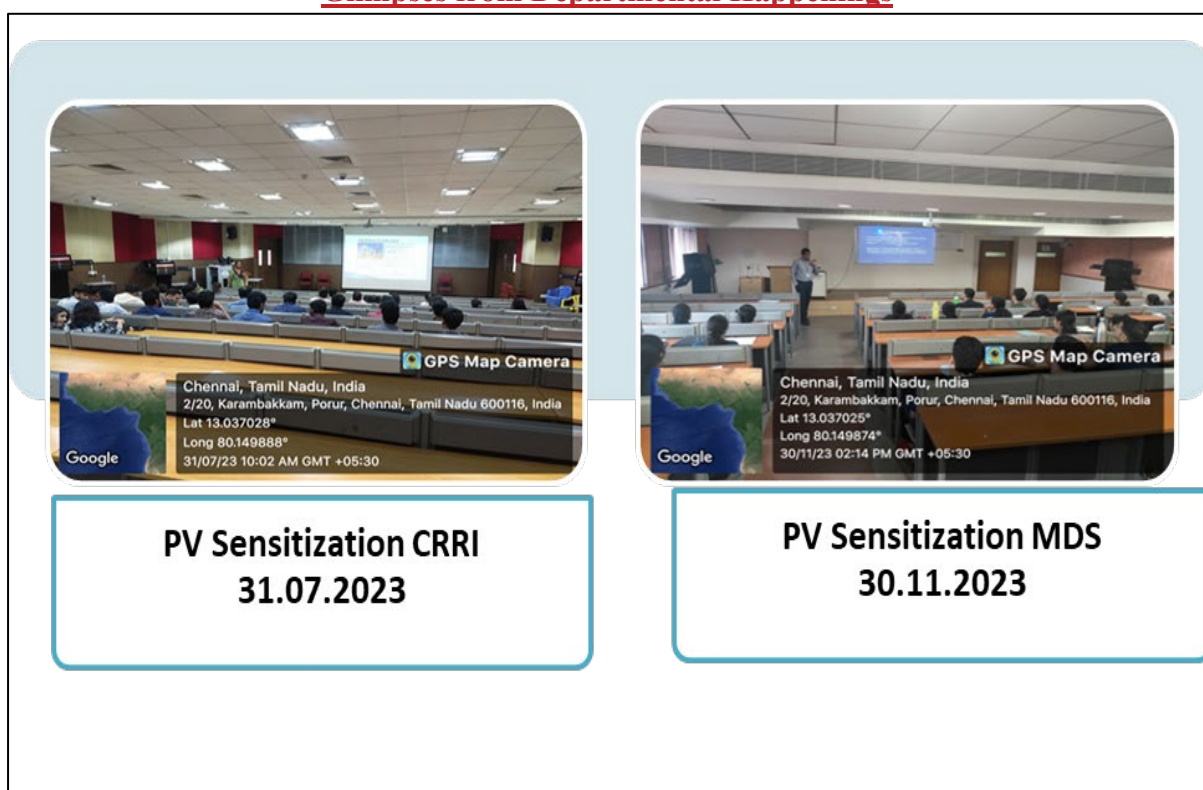 Glimpses from Departmental Happenings
GPS Map Camera
Chennai, Tamil Nadu, India
2/20, Karambakkam, Porur, Chennai, Tamil Nadu 600116, India
Lat 13.037028°
Long 80.149888°
31/07/23 10:02 AM GMT +05:30
Google
PV Sensitization CRRI
31.07.2023
GPS Map Camera
Chennai, Tamil Nadu, India
2/20, Karambakkam, Porur, Chennai, Tamil Nadu 600116, India
Lat 13.037025°
Long 80.149874°
30/11/23 02:14 PM GMT +05:30
Google
PV Sensitization MDS
30.11.2023